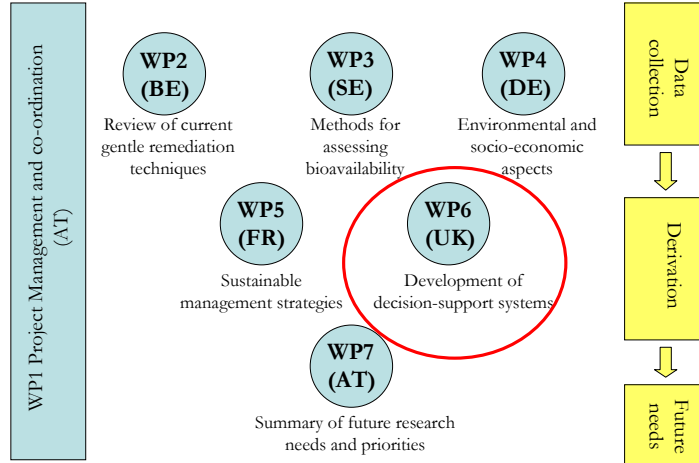 WP1 Project Management and co-ordination
(AT)
WP2
(BE)
Review of current
gentle remediation
techniques
WP3
(SE)
Methods for
assessing
bioavailability
WP4
(DE)
Environmental and
socio-economic
aspects
WP5
(FR)
Sustainable
management strategies
WP6
(UK)
Development of
decision-support systems
WP7
(AT)
Summary of future research
needs and priorities
Data
collection
Derivation
Future
needs